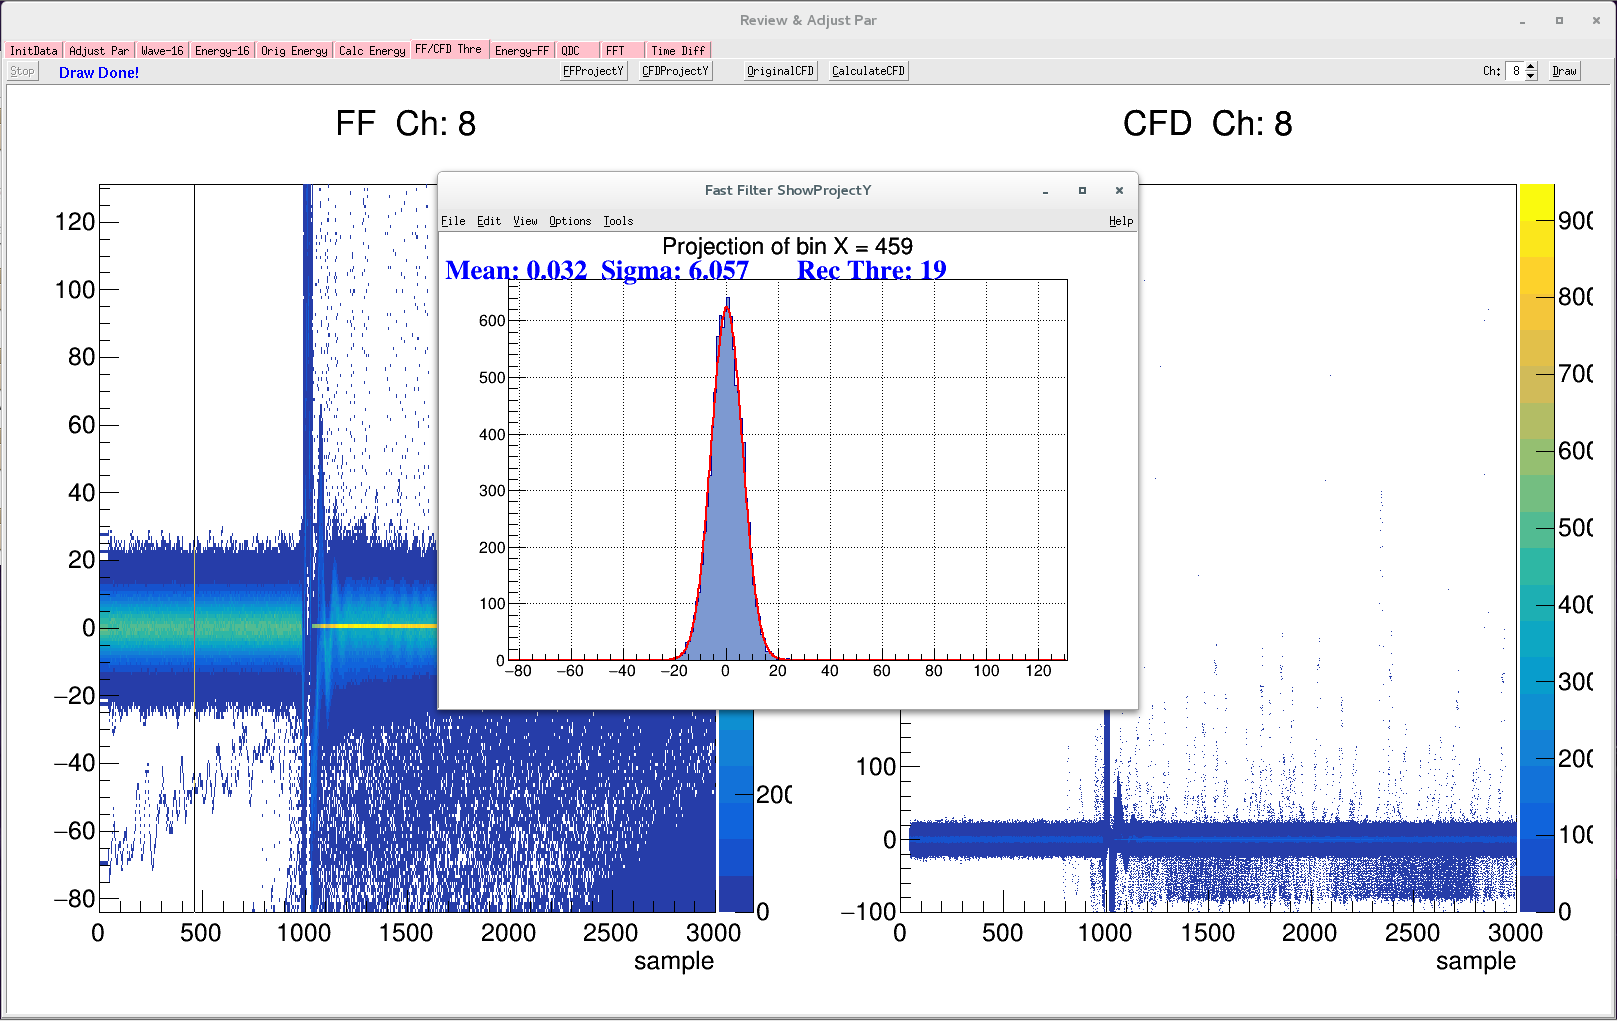 Review & Adjust Par
InitData Adjust Par Wave-16 Energy-16 Orig Energy Calc Energy FF/CFD Thre Energy-FF QDC FFT Time Diff
Stop Draw Done! FFProjectY CFDProjectY OriginalCFD CalculateCFD Ch: 8 Draw
FF Ch: 8
CFD Ch: 8
120
100
80
60
40
20
0
−20
−40
−60
−80
0 500 1000 1500 2000 2500 3000
sample
200
0
Fast Filter ShowProjectY
File Edit View Options Tools Help
Projection of bin X = 459
Mean: 0.032 Sigma: 6.057 Rec Thre: 19
600
500
400
300
200
100
0
−80 −60 −40 −20 0 20 40 60 80 100 120
100
0
−100
0 500 1000 1500 2000 2500 3000
sample
900
800
700
600
500
400
300
200
100
0